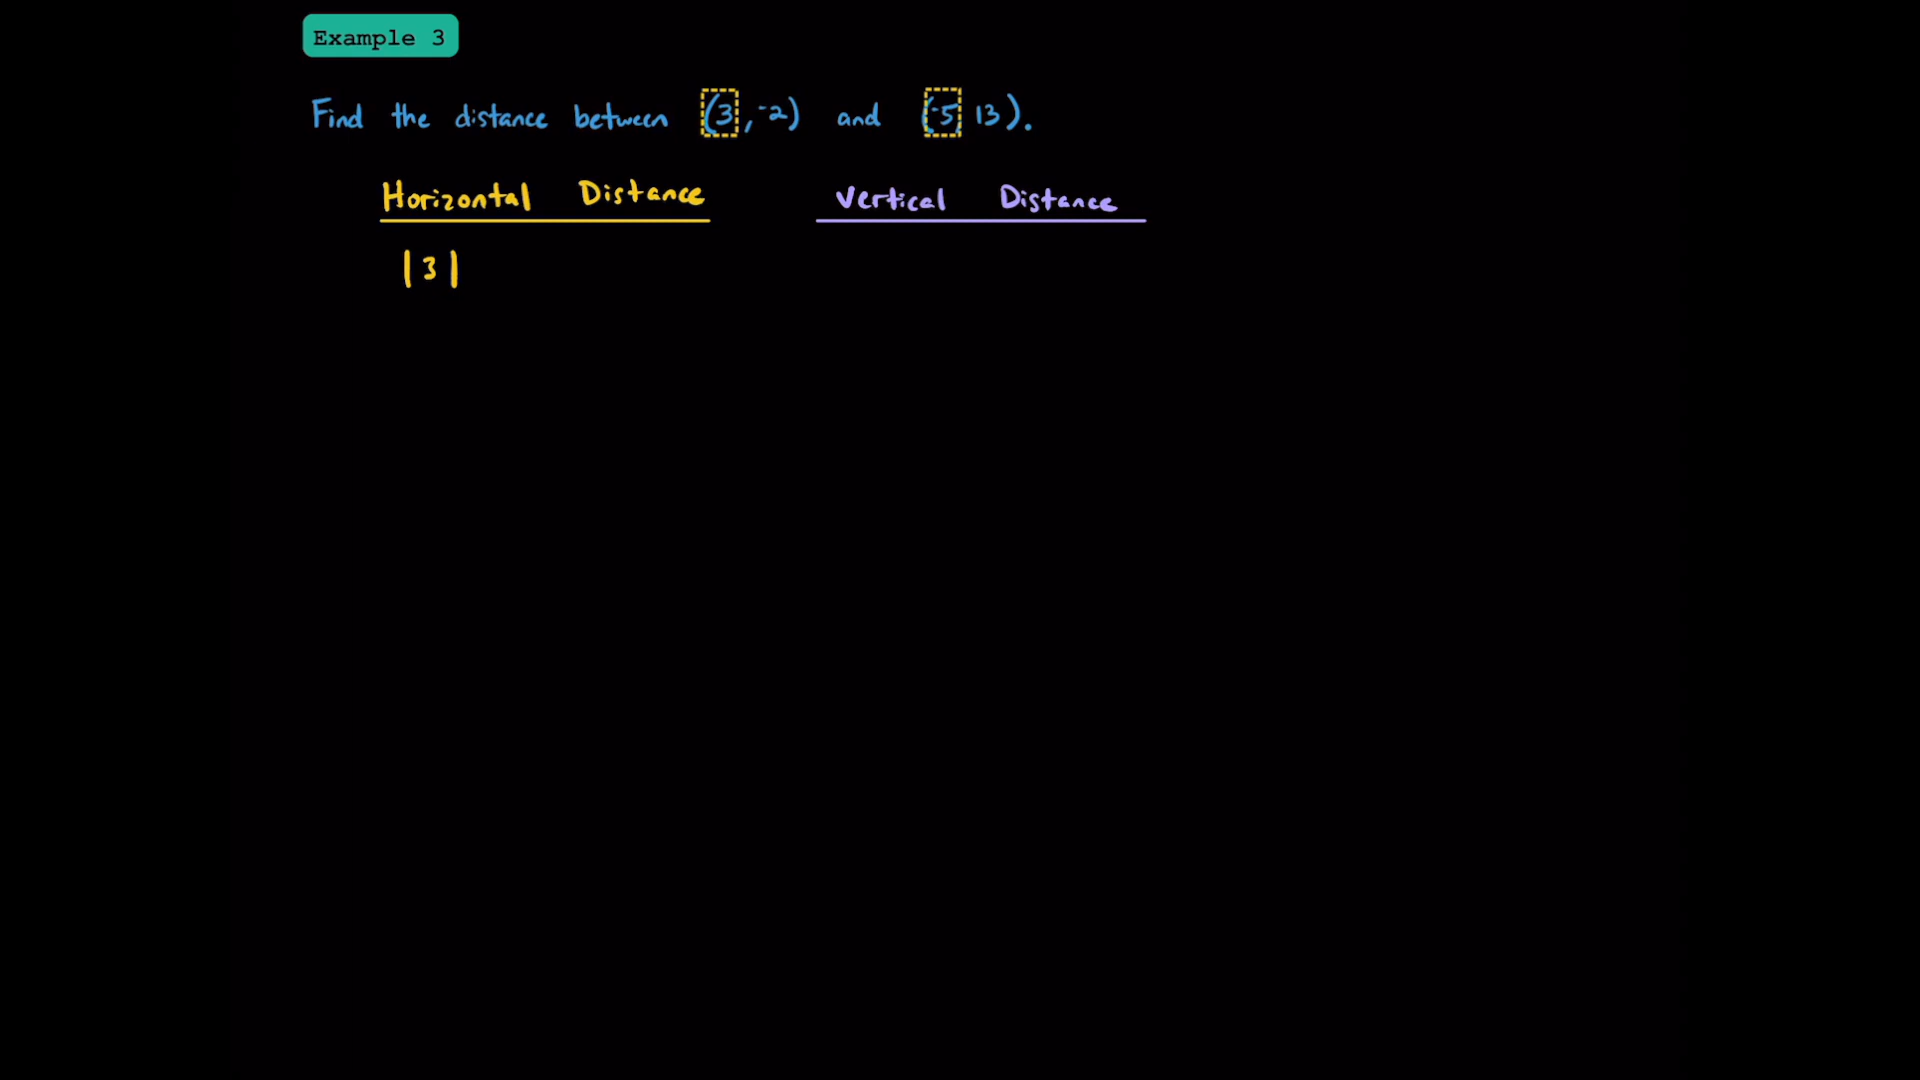 Example 3
Find the distance between (3,-2) and (-5, 13).
Horizontal Distance Vertical Distance
|3|